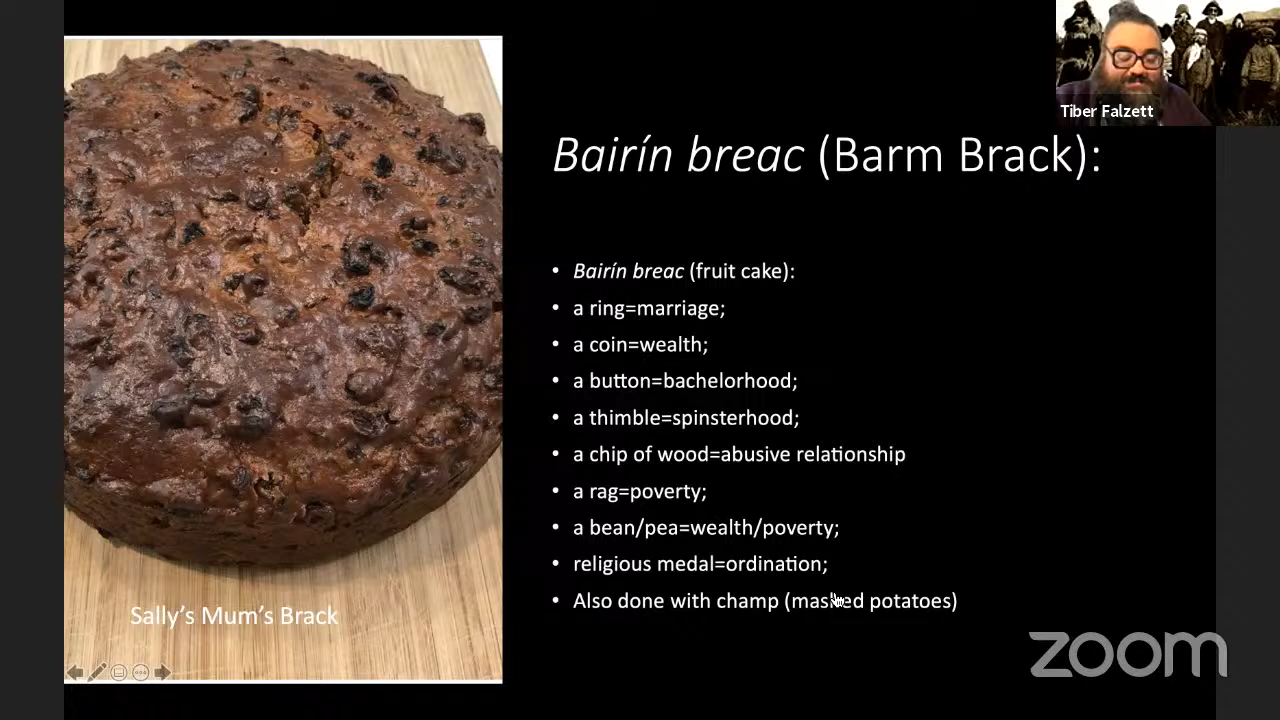 Tiber Falzett
Bairín breac (Barm Brack):
• Bairín breac (fruit cake):
• a ring=marriage;
• a coin=wealth;
• a button=bachelorhood;
• a thimble=spinsterhood;
• a chip of wood=abusive relationship
• a rag=poverty;
• a bean/pea=wealth/poverty;
• religious medal=ordination;
• Also done with champ (mashed potatoes)
Sally's Mum's Brack
zoom